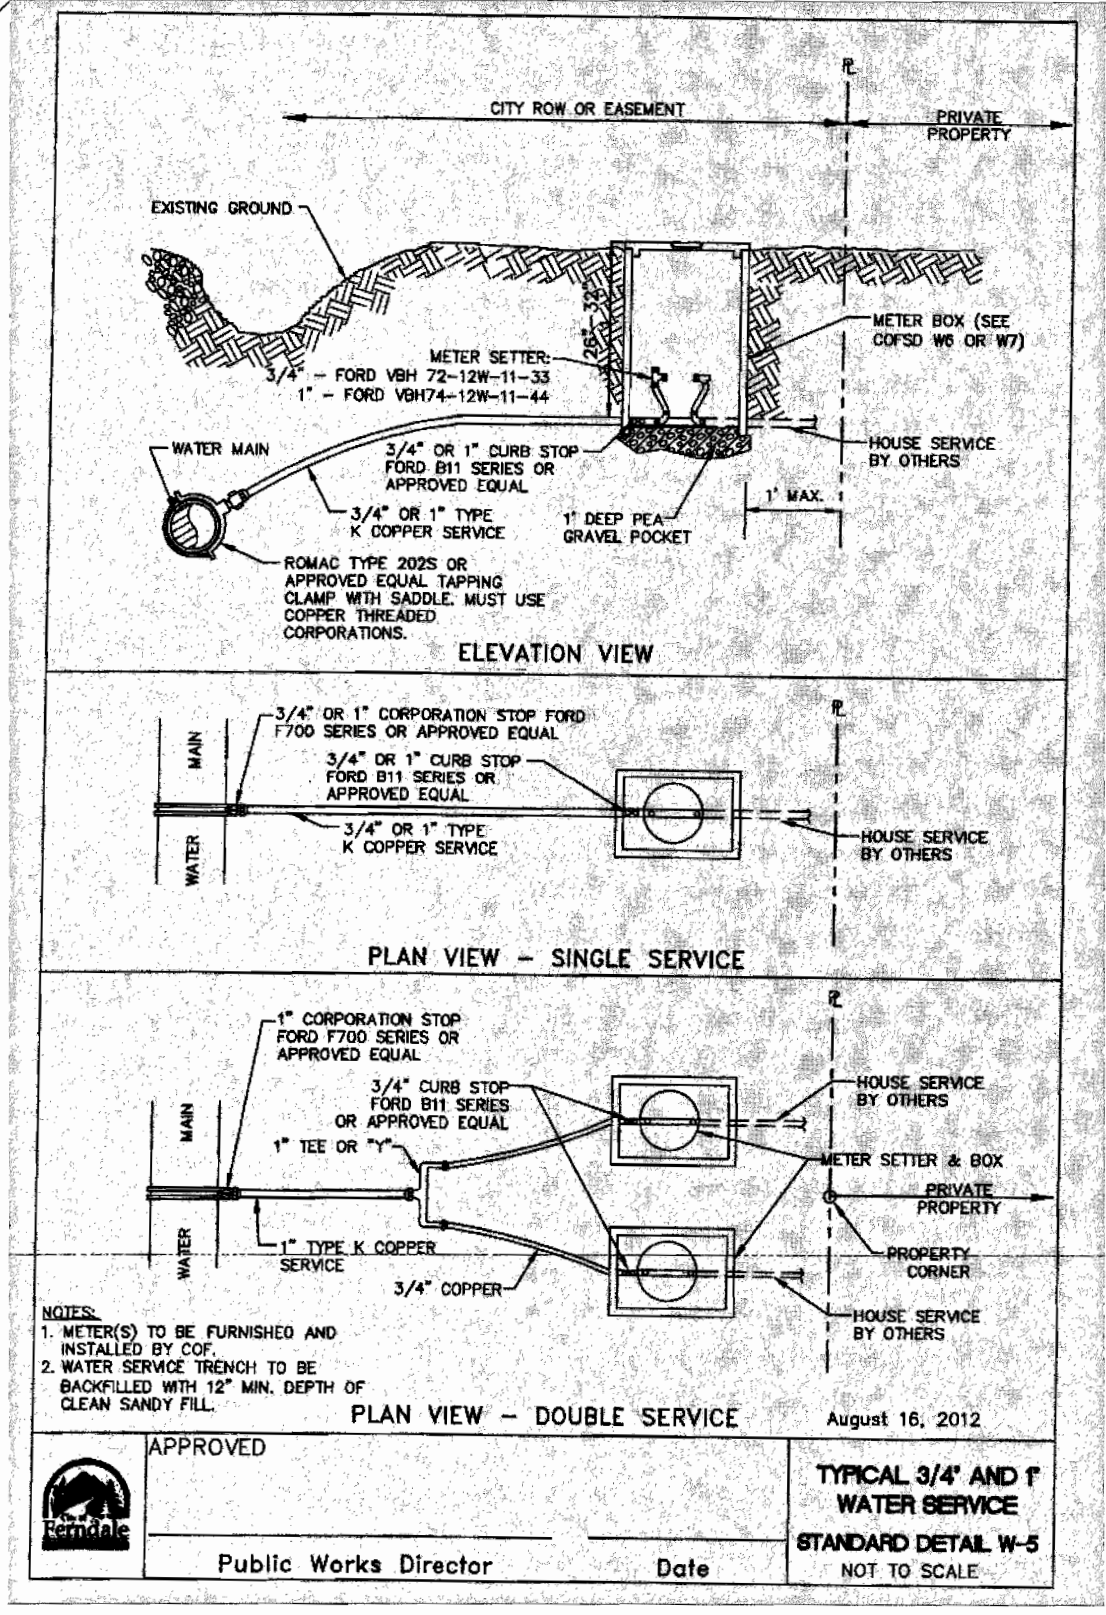 ℄
CITY ROW OR EASEMENT
PRIVATE
PROPERTY
EXISTING GROUND
26"-32"
METER BOX (SEE
COFSD W6 OR W7)
METER SETTER:
3/4" - FORD VBH 72-12W-11-33
1" - FORD VBH74-12W-11-44
WATER MAIN
3/4" OR 1" CURB STOP
FORD B11 SERIES OR
APPROVED EQUAL
HOUSE SERVICE
BY OTHERS
1' MAX.
3/4" OR 1" TYPE
K COPPER SERVICE
1' DEEP PEA
GRAVEL POCKET
ROMAC TYPE 202S OR
APPROVED EQUAL TAPPING
CLAMP WITH SADDLE. MUST USE
COPPER THREADED
CORPORATIONS.
ELEVATION VIEW
℄
3/4" OR 1" CORPORATION STOP FORD
F700 SERIES OR APPROVED EQUAL
WATER MAIN
3/4" OR 1" CURB STOP
FORD B11 SERIES OR
APPROVED EQUAL
3/4" OR 1" TYPE
K COPPER SERVICE
HOUSE SERVICE
BY OTHERS
PLAN VIEW - SINGLE SERVICE
℄
1" CORPORATION STOP
FORD F700 SERIES OR
APPROVED EQUAL
3/4" CURB STOP
FORD B11 SERIES
OR APPROVED EQUAL
HOUSE SERVICE
BY OTHERS
WATER MAIN
1" TEE OR "Y"
METER SETTER & BOX
PRIVATE
PROPERTY
1" TYPE K COPPER
SERVICE
PROPERTY
CORNER
3/4" COPPER
HOUSE SERVICE
BY OTHERS
NOTES:
1. METER(S) TO BE FURNISHED AND
INSTALLED BY COF.
2. WATER SERVICE TRENCH TO BE
BACKFILLED WITH 12" MIN. DEPTH OF
CLEAN SANDY FILL.
PLAN VIEW - DOUBLE SERVICE
August 16, 2012
APPROVED
City of
Ferndale
Public Works Director
Date
TYPICAL 3/4" AND 1"
WATER SERVICE
STANDARD DETAIL W-5
NOT TO SCALE